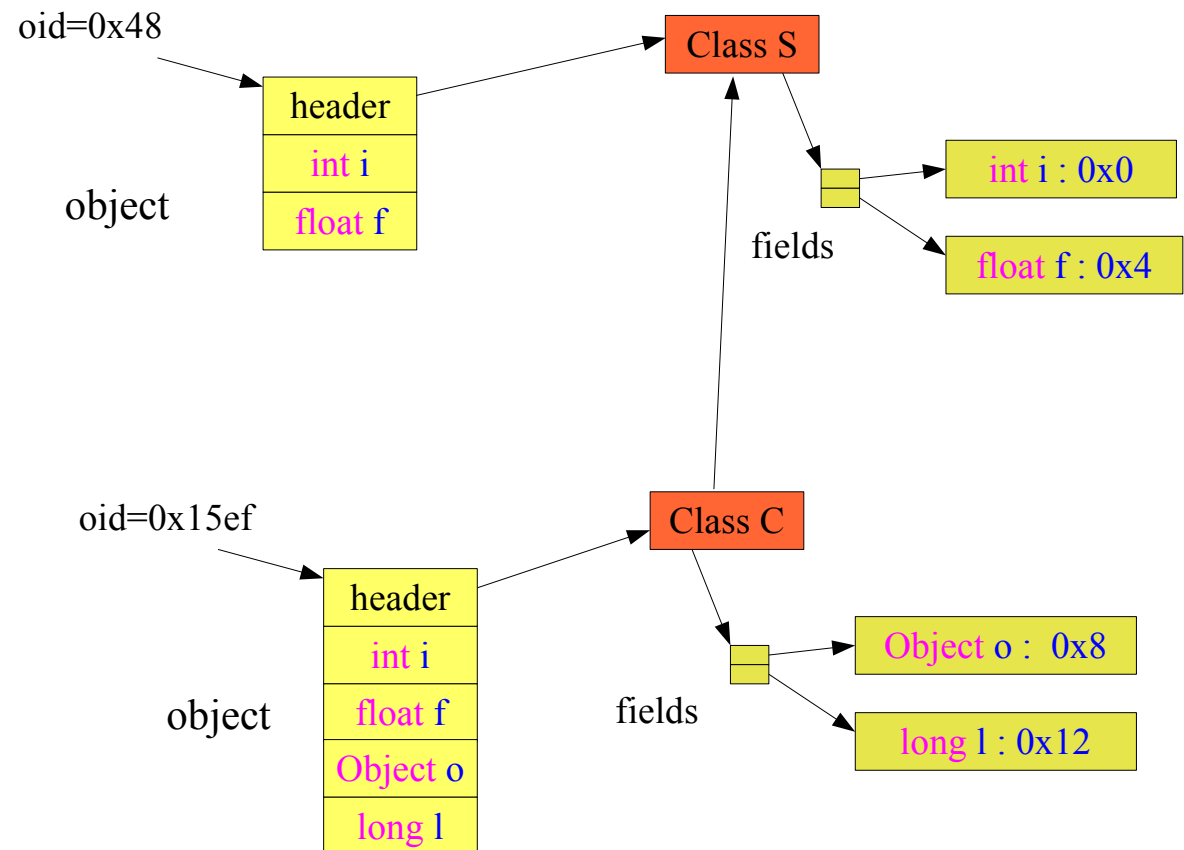 oid=0x48
Class S
header
int i
float f
object
int i : 0x0
fields
float f : 0x4
oid=0x15ef
Class C
header
int i
float f
Object o
long l
object
Object o : 0x8
fields
long l : 0x12